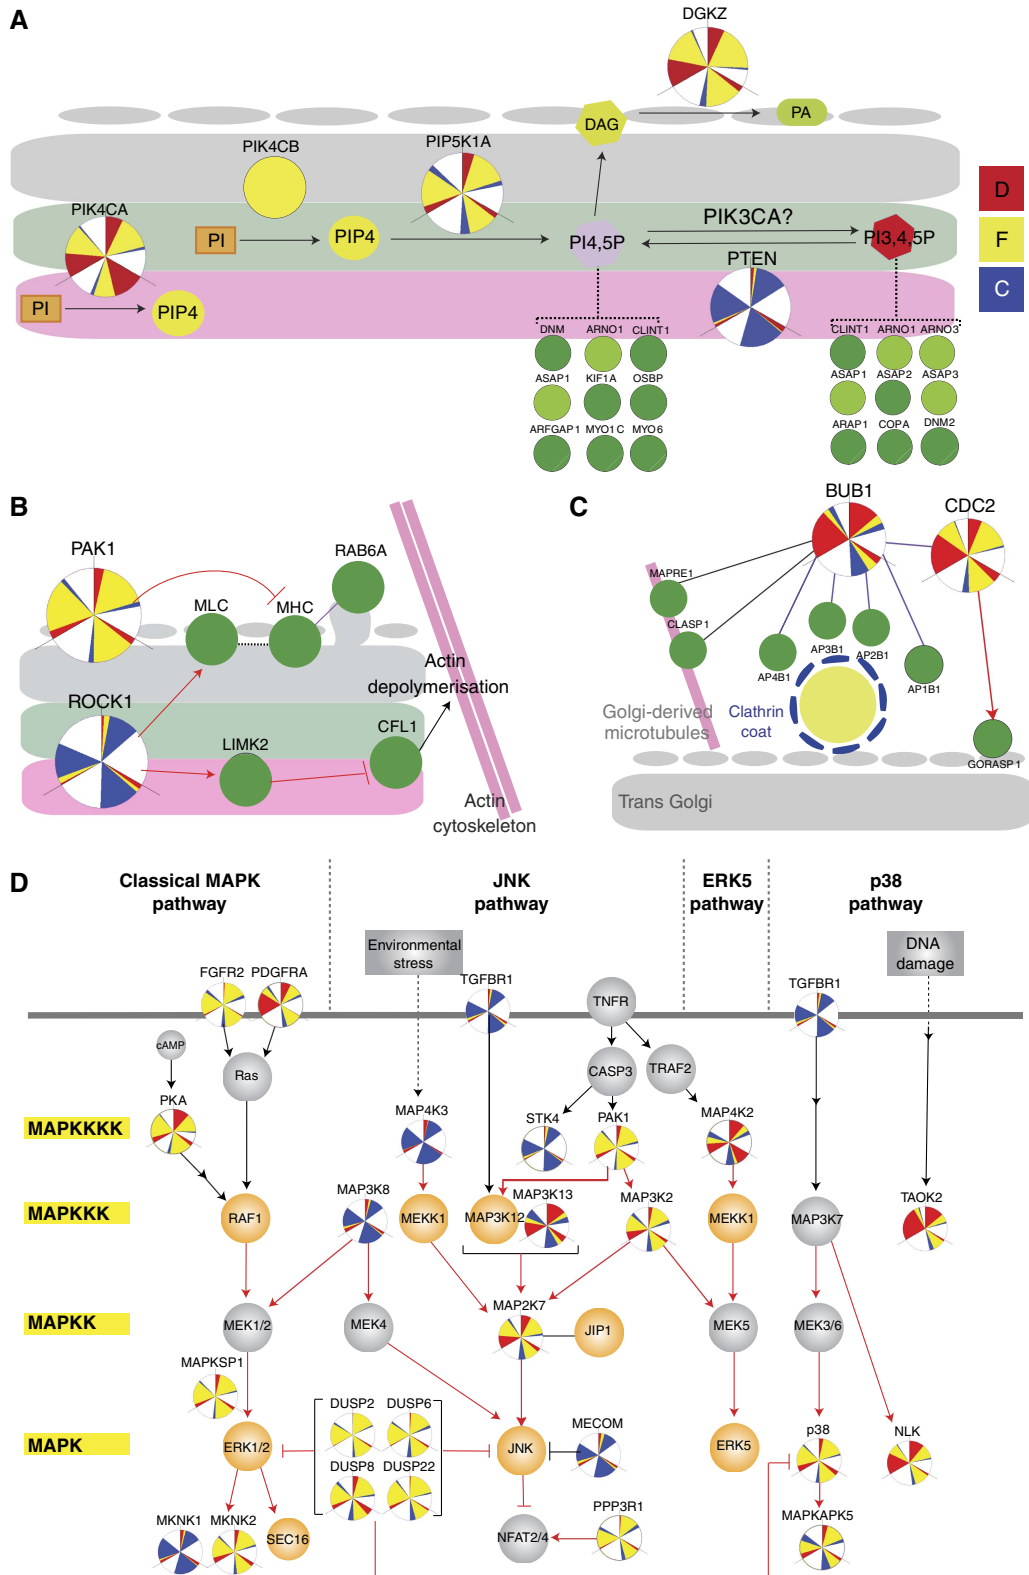 A
DGKZ
DAG
PA
PIK4CB
PIP5K1A
D
PIK4CA
PIK3CA?
PI
PIP4
PI4,5P
PI3,4,5P
F
PTEN
C
PI
PIP4
DNM
ARNO1
CLINT1
CLINT1
ARNO1
ARNO3
ASAP1
KIF1A
OSBP
ASAP1
ASAP2
ASAP3
ARFGAP1
MYO1C
MYO6
ARAP1
COPA
DNM2
B
PAK1
RAB6A
MLC
MHC
Actin
depolymerisation
ROCK1
CFL1
LIMK2
Actin
cytoskeleton
C
BUB1
CDC2
MAPRE1
CLASP1
AP3B1
AP2B1
AP4B1
AP1B1
Golgi-derived
microtubules
Clathrin
coat
GORASP1
Trans Golgi
D
Classical MAPK
pathway
JNK
pathway
ERK5
pathway
p38
pathway
Environmental
stress
DNA
damage
FGFR2
PDGFRA
TGFBR1
TNFR
TGFBR1
cAMP
Ras
CASP3
TRAF2
PKA
MAPKKKK
MAP4K3
STK4
PAK1
MAP4K2
MAPKKK
RAF1
MAP3K8
MEKK1
MAP3K12
MAP3K13
MAP3K2
MEKK1
MAP3K7
TAOK2
MAPKK
MEK1/2
MEK4
MAP2K7
JIP1
MEK5
MEK3/6
MAPKSP1
DUSP2
DUSP6
MAPK
ERK1/2
JNK
MECOM
ERK5
p38
NLK
DUSP8
DUSP22
MKNK1
MKNK2
SEC16
NFAT2/4
PPP3R1
MAPKAPK5